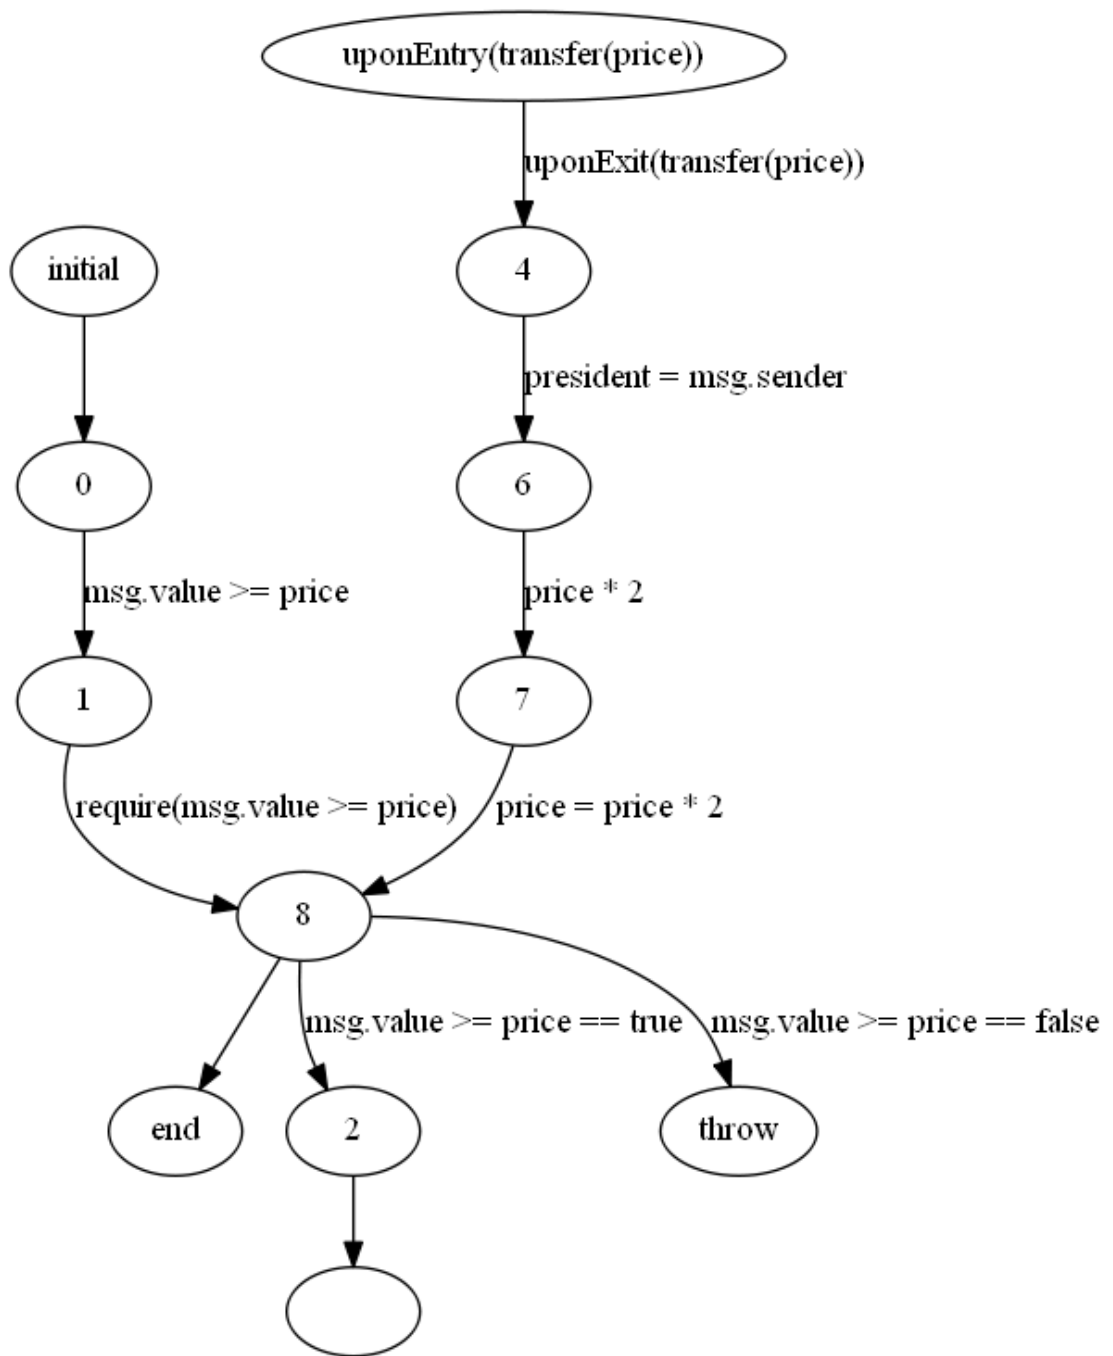 uponEntry(transfer(price))
uponExit(transfer(price))
initial
4
president = msg.sender
0
6
msg.value >= price
price * 2
1
7
require(msg.value >= price)
price = price * 2
8
msg.value >= price == true
msg.value >= price == false
end
2
throw